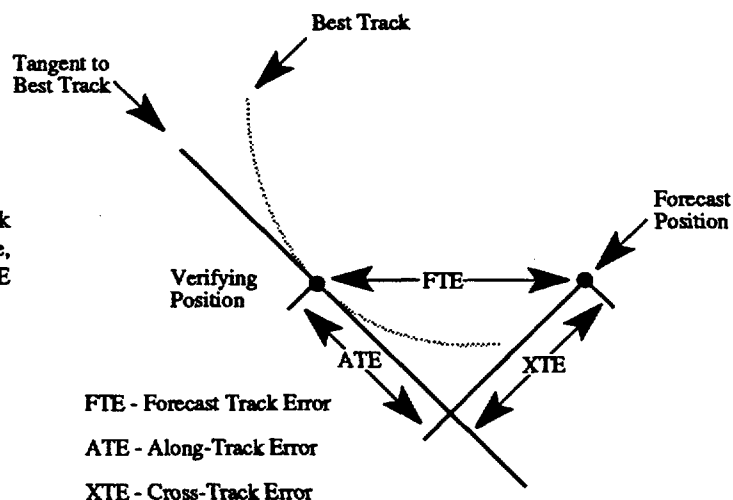 Best Track
Tangent to
Best Track
Forecast
Position
k
e,
E
Verifying
Position
FTE
ATE
XTE
FTE - Forecast Track Error
ATE - Along-Track Error
XTE - Cross-Track Error